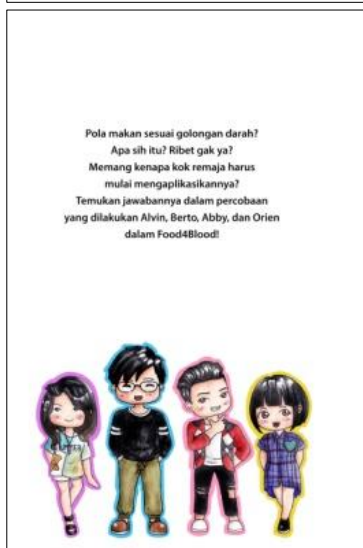 Pola makan sesuai golongan darah?
Apa sih itu? Ribet gak ya?
Memang kenapa kok remaja harus
mulai mengaplikasikannya?
Temukan jawabannya dalam percobaan
yang dilakukan Alvin, Berto, Abby, dan Orien
dalam Food4Blood!